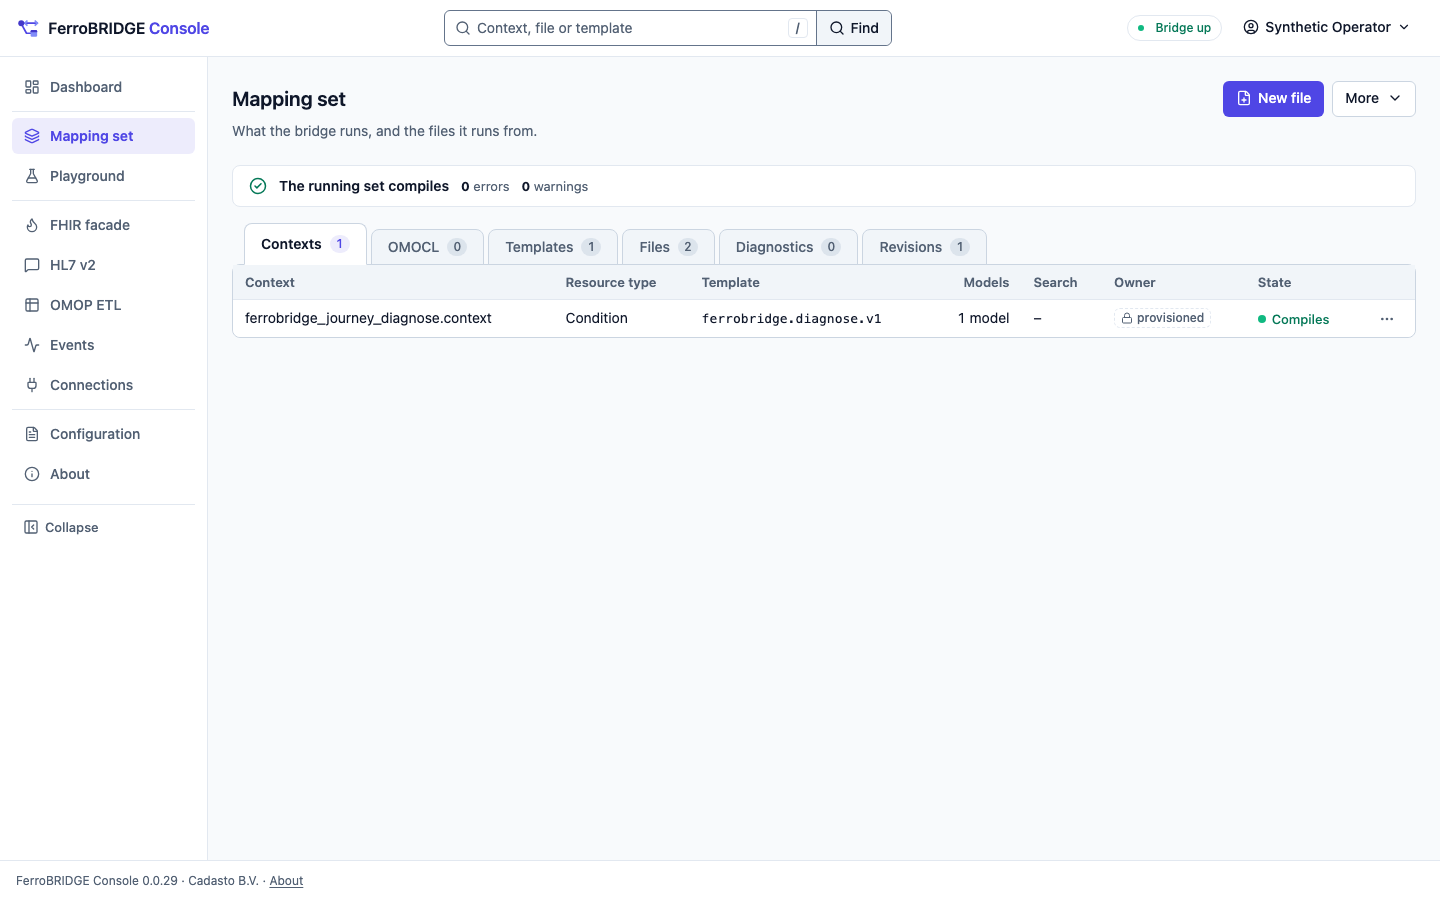 FerroBRIDGE Console
Context, file or template
/
Find
Bridge up
Synthetic Operator
Dashboard
Mapping set
Playground
FHIR facade
HL7 v2
OMOP ETL
Events
Connections
Configuration
About
Collapse
Mapping set
New file
More
What the bridge runs, and the files it runs from.
The running set compiles 0 errors 0 warnings
Contexts 1 OMOCL 0 Templates 1 Files 2 Diagnostics 0 Revisions 1
Context Resource type Template Models Search Owner State
ferrobridge_journey_diagnose.context Condition ferrobridge.diagnose.v1 1 model – provisioned Compiles ···
FerroBRIDGE Console 0.0.29 · Cadasto B.V. · About